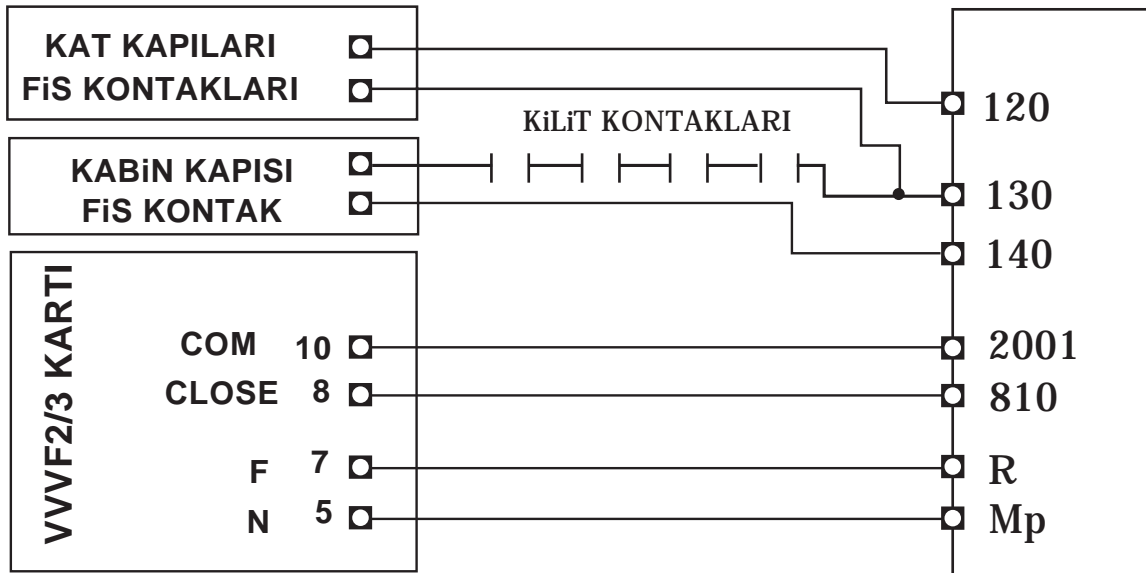 KAT KAPILARI
FiS KONTAKLARI
KiLiT KONTAKLARI
KABiN KAPISI
FiS KONTAK
120
130
140
VVVF2/3 KARTI
COM 10
2001
CLOSE 8
810
F 7
R
N 5
Mp